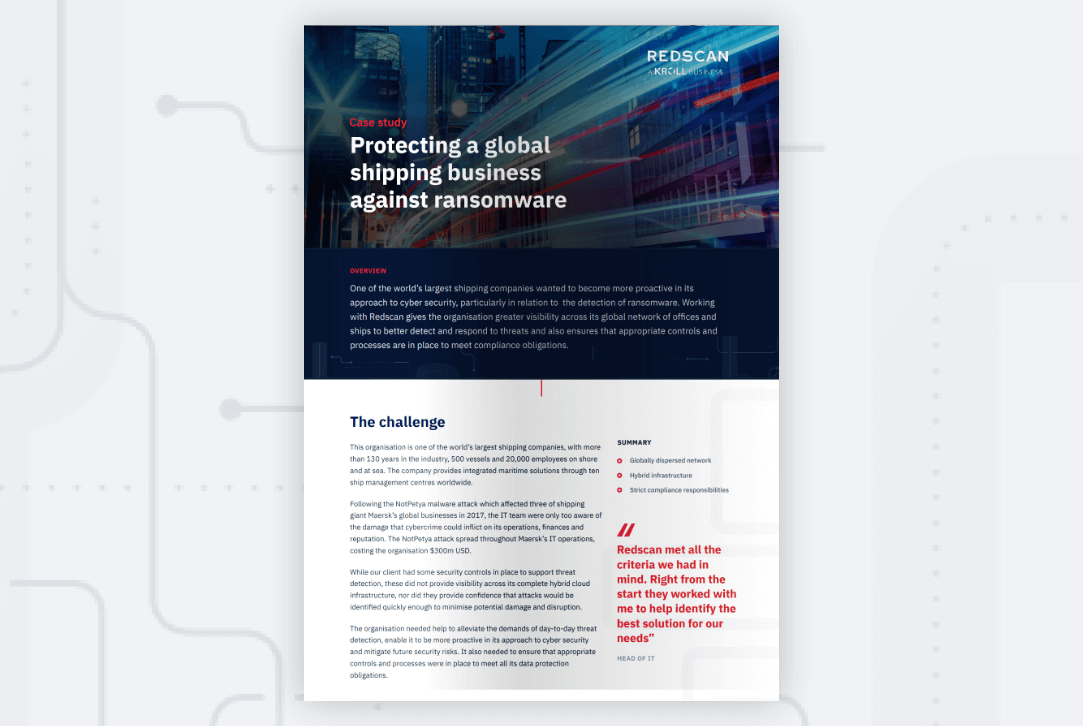 REDSCAN
A KROLL BUSINESS
Case study
Protecting a global
shipping business
against ransomware
OVERVIEW
One of the world's largest shipping companies wanted to become more proactive in its
approach to cyber security, particularly in relation to the detection of ransomware. Working
with Redscan gives the organisation greater visibility across its global network of offices and
ships to better detect and respond to threats and also ensures that appropriate controls and
processes are in place to meet compliance obligations.
The challenge
This organisation is one of the world's largest shipping companies, with more
than 130 years in the industry, 500 vessels and 20,000 employees on shore
and at sea. The company provides integrated maritime solutions through ten
ship management centres worldwide.
Following the NotPetya malware attack which affected three of shipping
giant Maersk's global businesses in 2017, the IT team were only too aware of
the damage that cybercrime could inflict on its operations, finances and
reputation. The NotPetya attack spread throughout Maersk's IT operations,
costing the organisation $300m USD.
While our client had some security controls in place to support threat
detection, these did not provide visibility across its complete hybrid cloud
infrastructure, nor did they provide confidence that attacks would be
identified quickly enough to minimise potential damage and disruption.
The organisation needed help to alleviate the demands of day-to-day threat
detection, enable it to be more proactive in its approach to cyber security
and mitigate future security risks. It also needed to ensure that appropriate
controls and processes were in place to meet all its data protection
obligations.
SUMMARY
Globally dispersed network
Hybrid infrastructure
Strict compliance responsibilities
Redscan met all the
criteria we had in
mind. Right from the
start they worked with
me to help identify the
best solution for our
needs”
HEAD OF IT